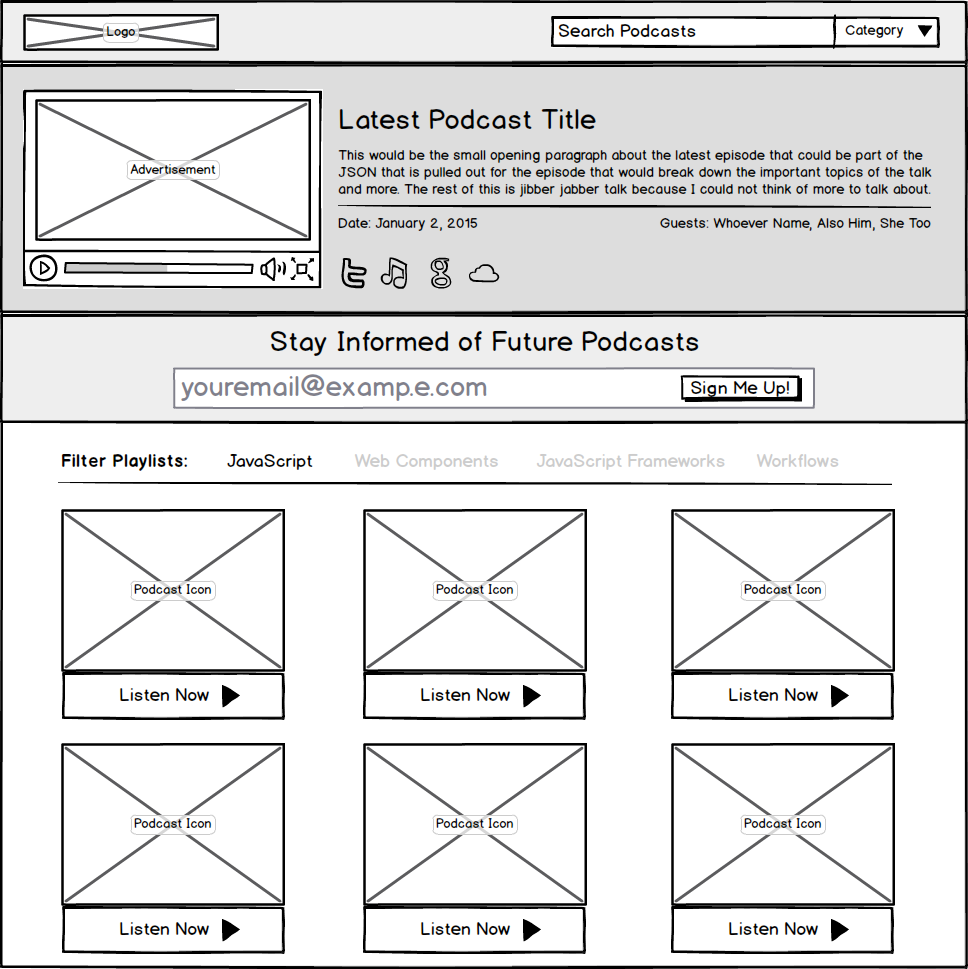 Logo
Search Podcasts
Category
Latest Podcast Title
Advertisement
This would be the small opening paragraph about the latest episode that could be part of the
JSON that is pulled out for the episode that would break down the important topics of the talk
and more. The rest of this is jibber jabber talk because I could not think of more to talk about.
Date: January 2, 2015
Guests: Whoever Name, Also Him, She Too
Stay Informed of Future Podcasts
youremail@examp.e.com
Sign Me Up!
Filter Playlists: JavaScript Web Components JavaScript Frameworks Workflows
Podcast Icon Podcast Icon Podcast Icon
Listen Now Listen Now Listen Now
Podcast Icon Podcast Icon Podcast Icon
Listen Now Listen Now Listen Now